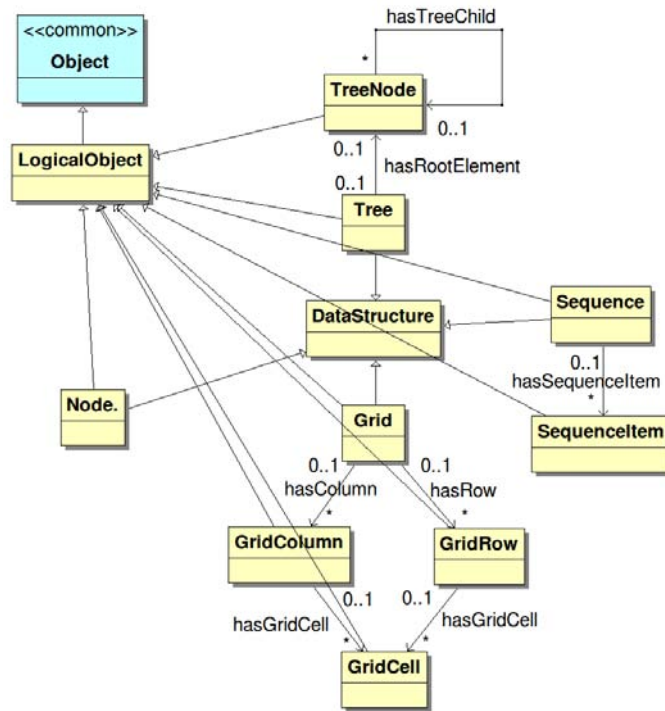 <<common>>
Object
hasTreeChild
*
TreeNode
0..1
LogicalObject
0..1
hasRootElement
0..1
Tree
DataStructure
Sequence
0..1
hasSequenceItem
*
Node.
Grid
SequenceItem
0..1
0..1
hasColumn
hasRow
*
*
GridColumn
GridRow
0..1
0..1
hasGridCell
hasGridCell
*
*
GridCell